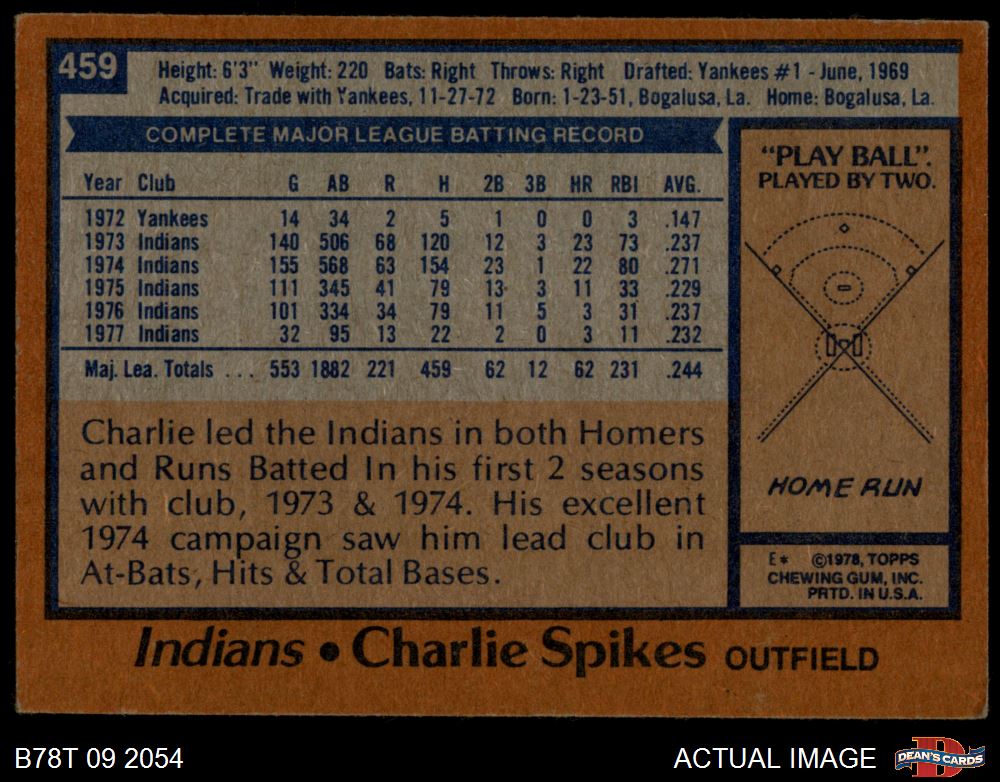 459
Height: 6'3" Weight: 220 Bats: Right Throws: Right Drafted: Yankees #1 - June, 1969
Acquired: Trade with Yankees, 11-27-72 Born: 1-23-51, Bogalusa, La. Home: Bogalusa, La.
COMPLETE MAJOR LEAGUE BATTING RECORD
Year Club G AB R H 2B 3B HR RBI AVG.
1972 Yankees 14 34 2 5 1 0 0 3 .147
1973 Indians 140 506 68 120 12 3 23 73 .237
1974 Indians 155 568 63 154 23 1 22 80 .271
1975 Indians 111 345 41 79 13 3 11 33 .229
1976 Indians 101 334 34 79 11 5 3 31 .237
1977 Indians 32 95 13 22 2 0 3 11 .232
Maj. Lea. Totals . . . 553 1882 221 459 62 12 62 231 .244
Charlie led the Indians in both Homers
and Runs Batted In his first 2 seasons
with club, 1973 & 1974. His excellent
1974 campaign saw him lead club in
At-Bats, Hits & Total Bases.
"PLAY BALL".
PLAYED BY TWO.
HOME RUN
E* ©1978, TOPPS
CHEWING GUM, INC.
PRTD. IN U.S.A.
Indians • Charlie Spikes OUTFIELD
B78T 09 2054
ACTUAL IMAGE
D
DEAN'S CARDS